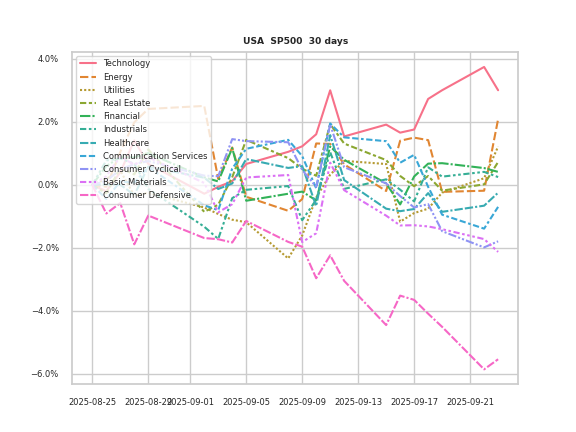 USA SP500 30 days
4.0%
2.0%
0.0%
−2.0%
−4.0%
−6.0%
Technology
Energy
Utilities
Real Estate
Financial
Industrials
Healthcare
Communication Services
Consumer Cyclical
Basic Materials
Consumer Defensive
2025-08-25
2025-08-29
2025-09-01
2025-09-05
2025-09-09
2025-09-13
2025-09-17
2025-09-21